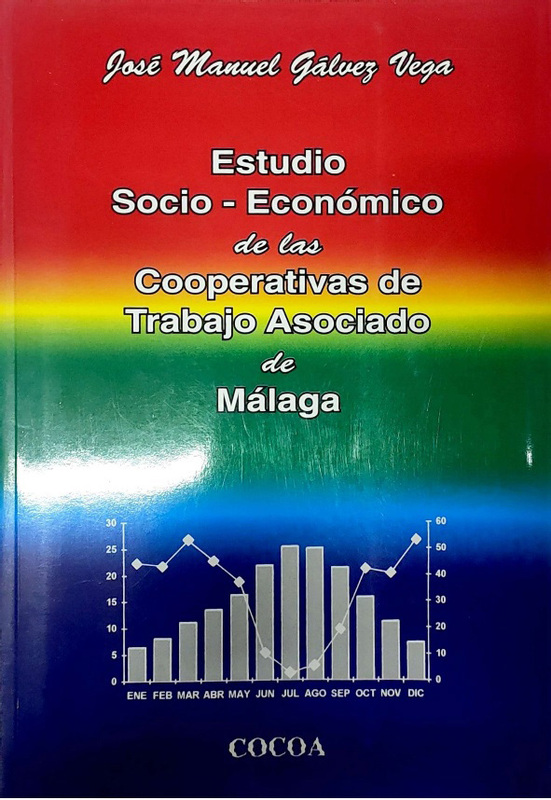 José Manuel Gálvez Vega
Estudio
Socio - Económico
de las
Cooperativas de
Trabajo Asociado
de
Málaga
30 60
25 50
20 40
15 30
10 20
5 10
0 0
ENE FEB MAR ABR MAY JUN JUL AGO SEP OCT NOV DIC
COCOA